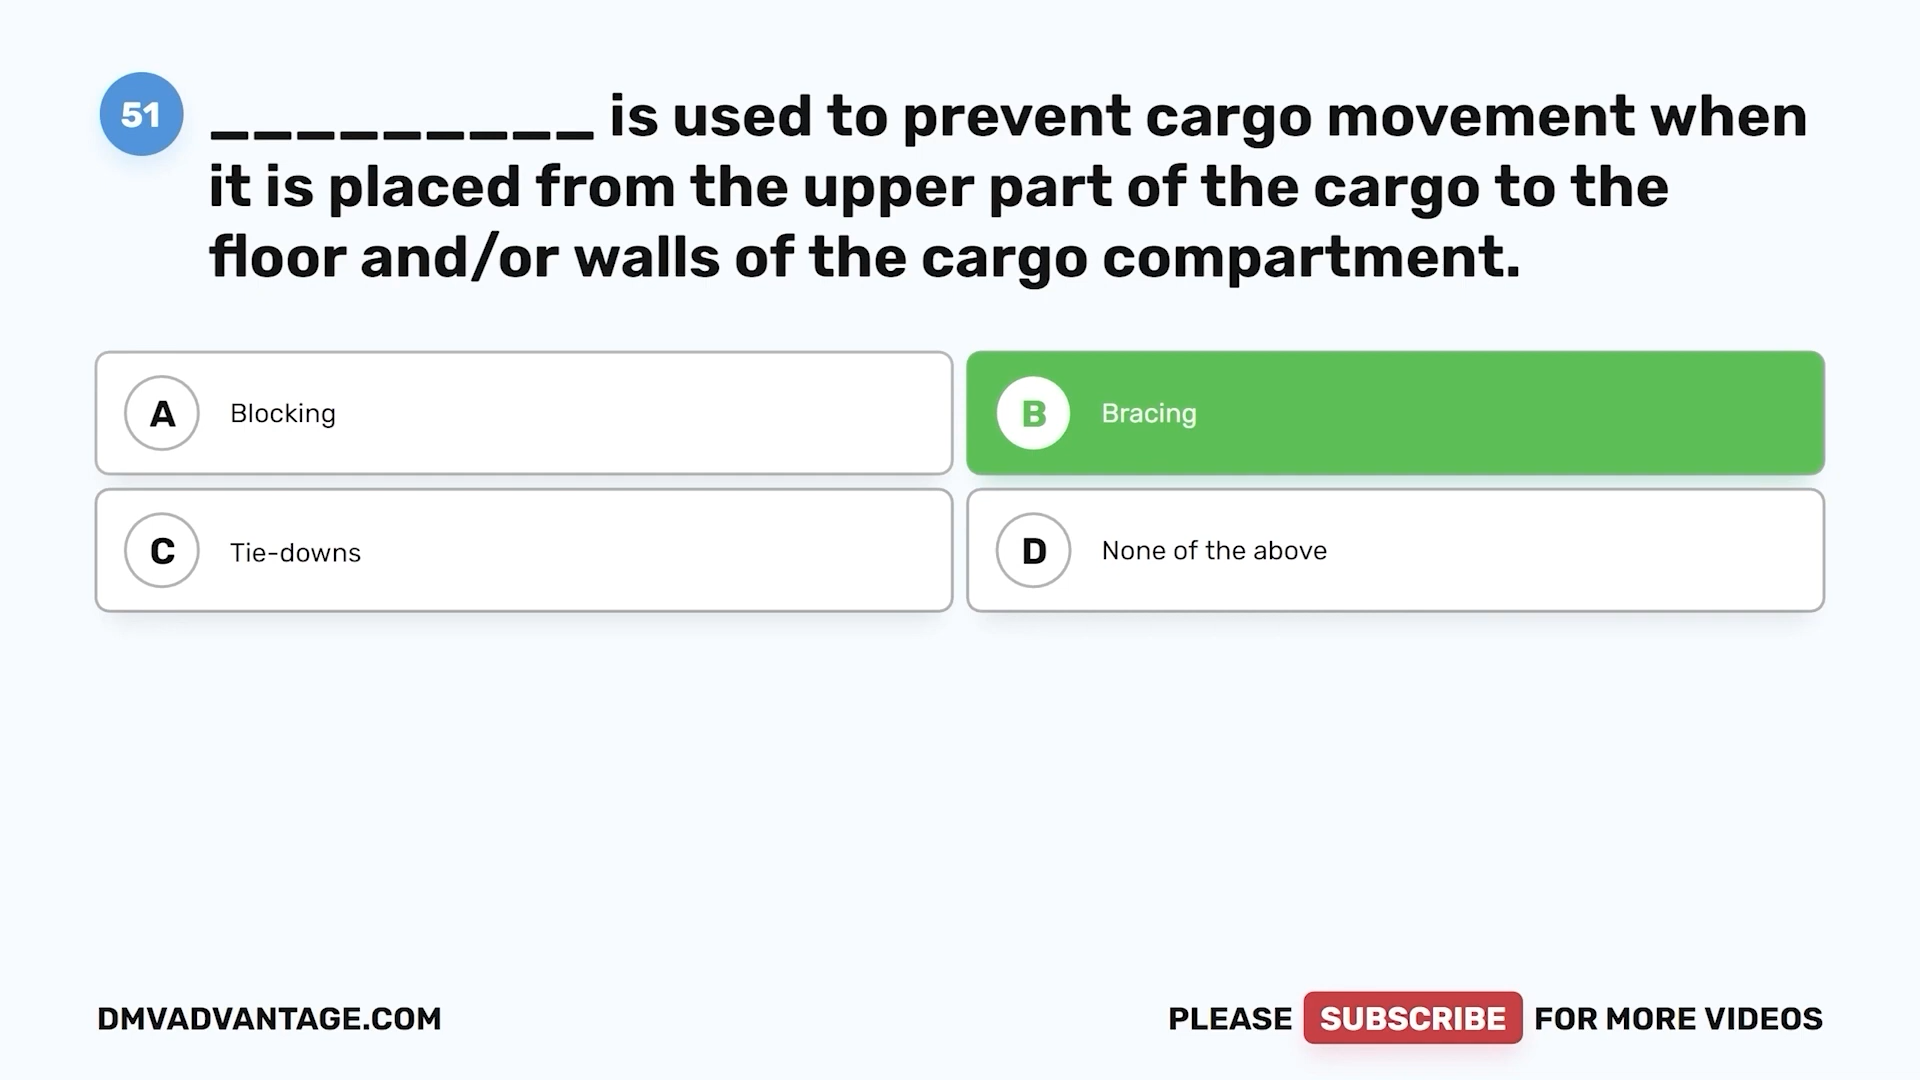 51
_________ is used to prevent cargo movement when
it is placed from the upper part of the cargo to the
floor and/or walls of the cargo compartment.
A Blocking
B Bracing
C Tie-downs
D None of the above
DMVADVANTAGE.COM
PLEASE SUBSCRIBE FOR MORE VIDEOS